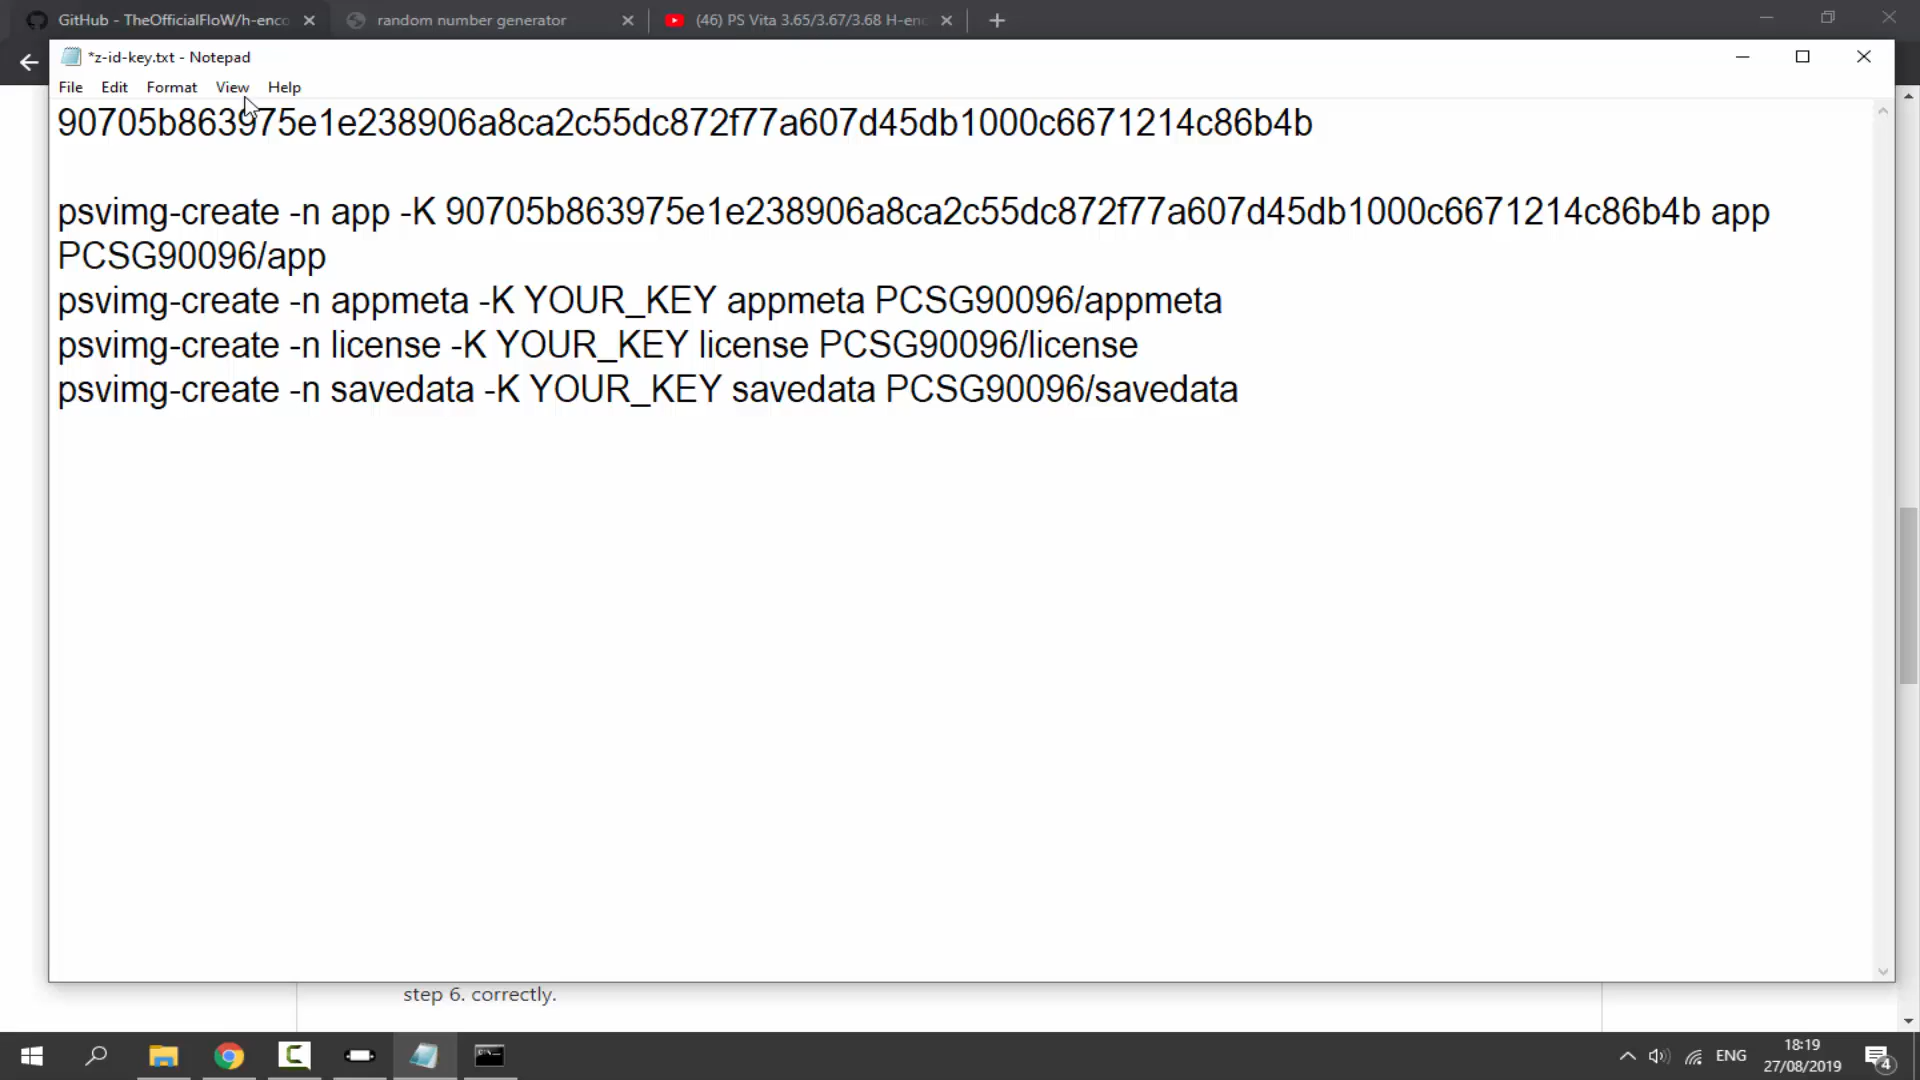 GitHub - TheOfficialFloW/h-enco
random number generator
(46) PS Vita 3.65/3.67/3.68 H-enc
*z-id-key.txt - Notepad
File Edit Format View Help
90705b863975e1e238906a8ca2c55dc872f77a607d45db1000c6671214c86b4b
psvimg-create -n app -K 90705b863975e1e238906a8ca2c55dc872f77a607d45db1000c6671214c86b4b app
PCSG90096/app
psvimg-create -n appmeta -K YOUR_KEY appmeta PCSG90096/appmeta
psvimg-create -n license -K YOUR_KEY license PCSG90096/license
psvimg-create -n savedata -K YOUR_KEY savedata PCSG90096/savedata
step 6. correctly.
ENG
18:19
27/08/2019
4